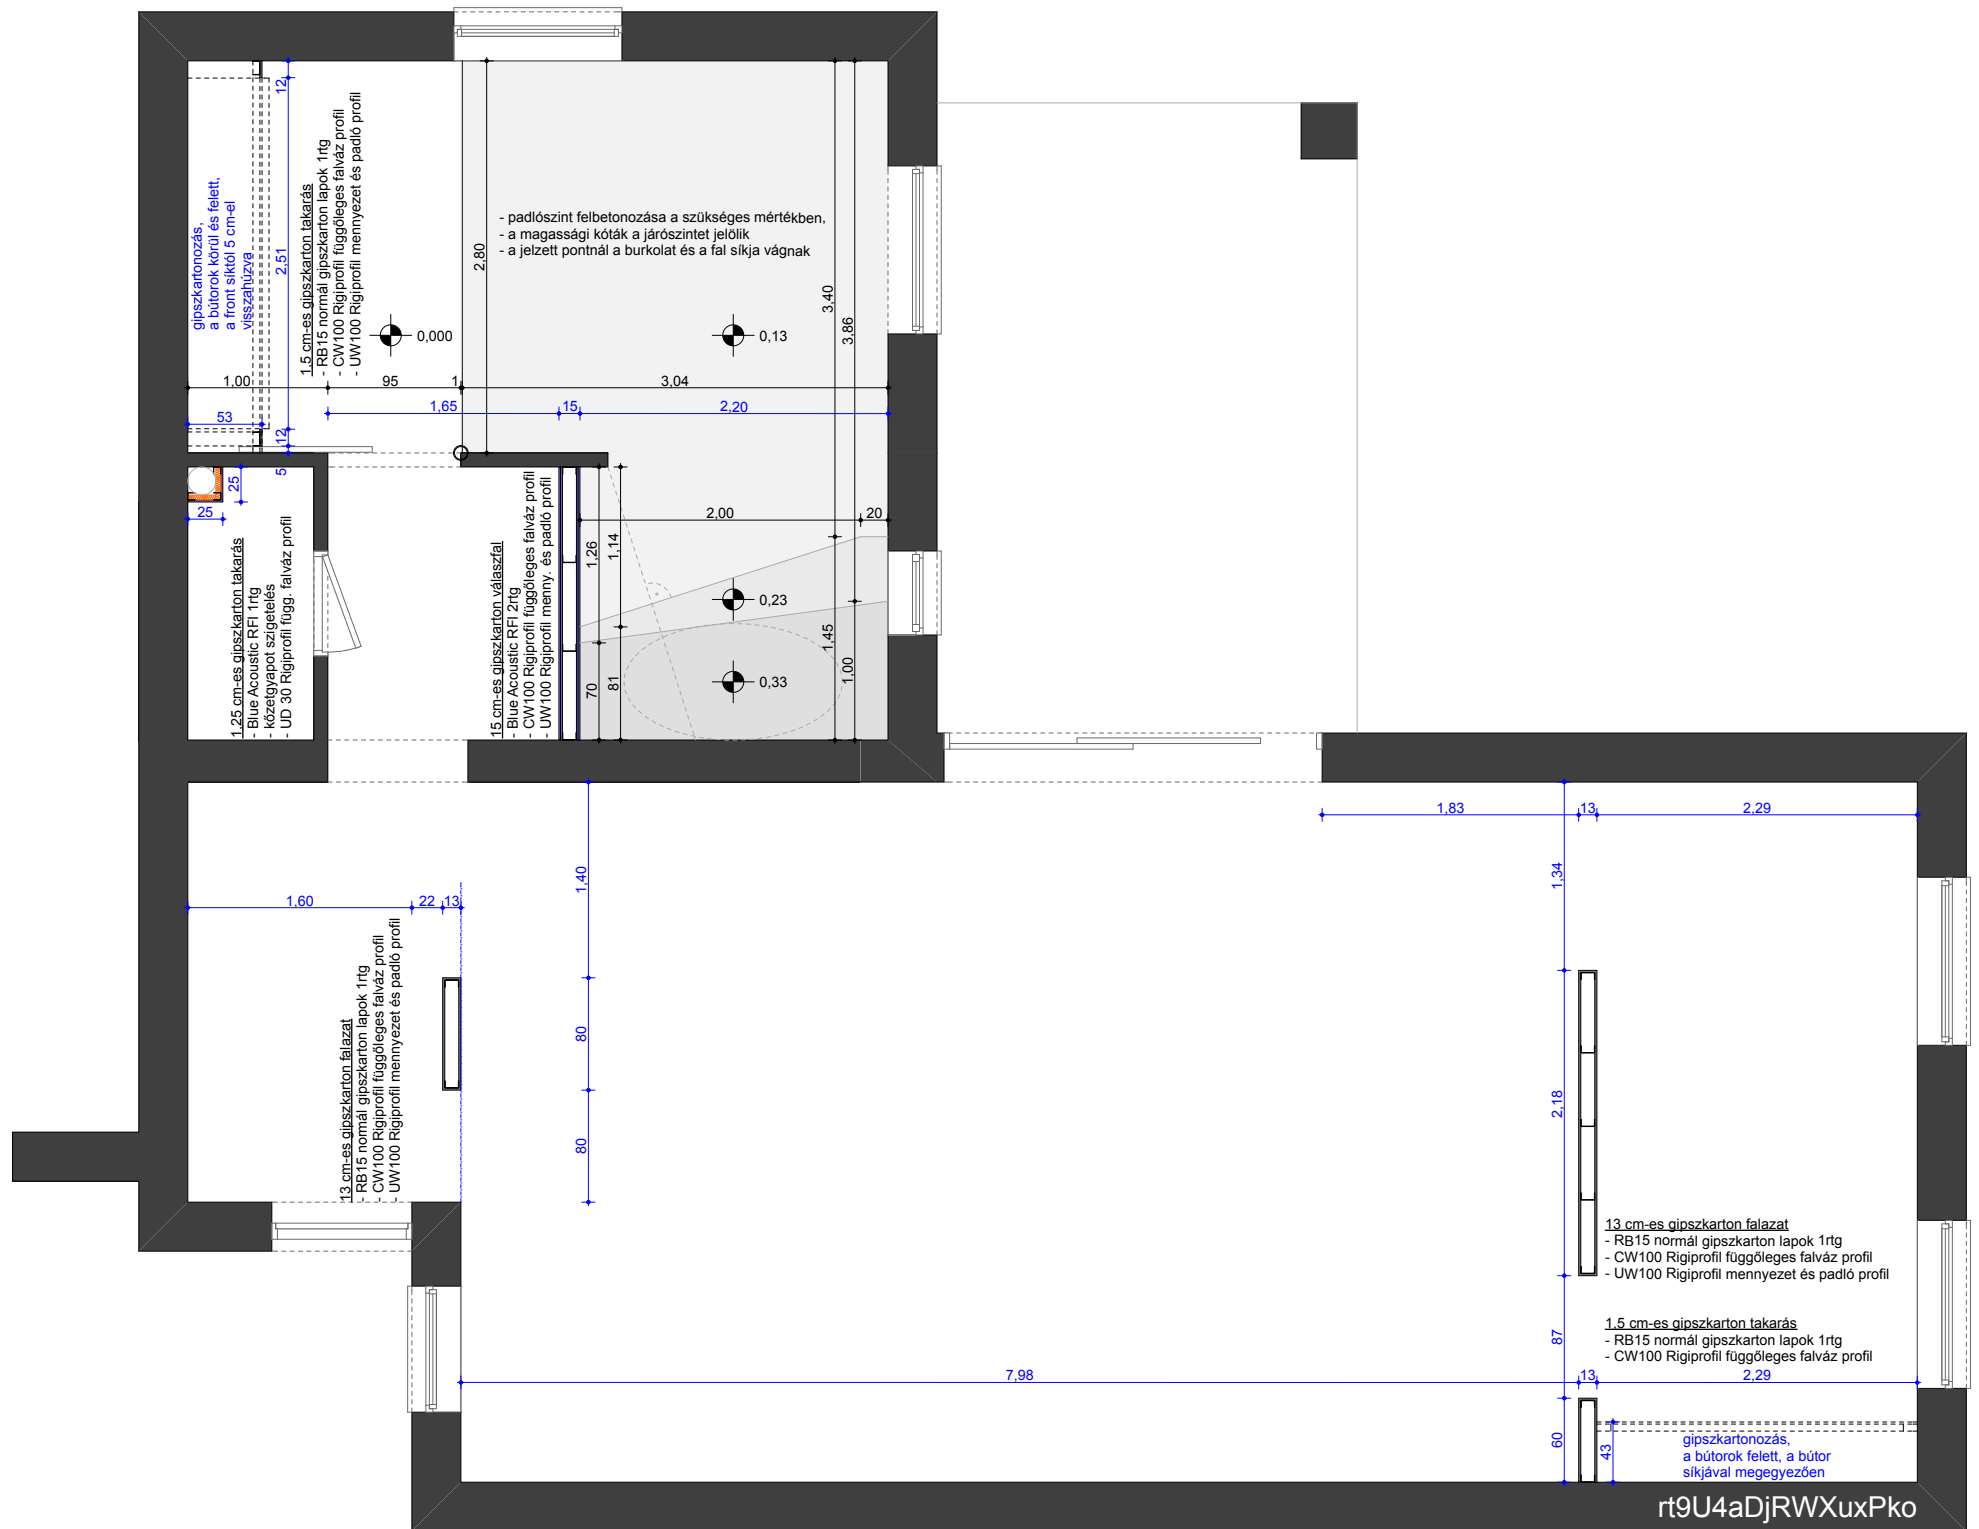 12
2,51
12
5
gipszkartonozás,
a bútorok körül és felett,
a front síktól 5 cm-el
visszahúzva
1,5 cm-es gipszkarton takarás
- RB15 normál gipszkarton lapok 1rtg
- CW100 Rigiprofil függőleges falváz profil
- UW100 Rigiprofil mennyezet és padló profil
2,80
- padlószint felbetonozása a szükséges mértékben,
- a magassági kóták a járószintet jelölik
- a jelzett pontnál a burkolat és a fal síkja vágnak
3,40
3,86
0,000
0,13
1,00
95
1
3,04
53
1,65
15
2,20
25
25
1,25 cm-es gipszkarton takarás
- Blue Acoustic RFI 1rtg
- kőzetgyapot szigetelés
- UD 30 Rigiprofil függ. falváz profil
15 cm-es gipszkarton válaszfal
- Blue Acoustic RFI 2rtg
- CW100 Rigiprofil függőleges falváz profil
- UW100 Rigiprofil menny. és padló profil
2,00
20
1,26
1,14
0,23
1,45
1,00
0,33
70
81
1,83
13
2,29
1,40
1,34
1,60
22
13
80
80
13 cm-es gipszkarton falazat
- RB15 normál gipszkarton lapok 1rtg
- CW100 Rigiprofil függőleges falváz profil
- UW100 Rigiprofil mennyezet és padló profil
2,18
13 cm-es gipszkarton falazat
- RB15 normál gipszkarton lapok 1rtg
- CW100 Rigiprofil függőleges falváz profil
- UW100 Rigiprofil mennyezet és padló profil
87
1,5 cm-es gipszkarton takarás
- RB15 normál gipszkarton lapok 1rtg
- CW100 Rigiprofil függőleges falváz profil
7,98
13
2,29
60
43
gipszkartonozás,
a bútorok felett, a bútor
síkjával megegyezően
rt9U4aDjRWXuxPko